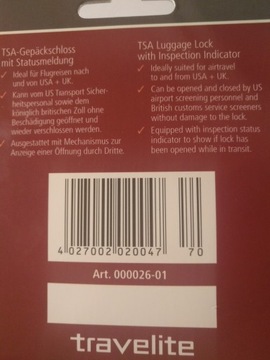 TSA-Gepäckschloss
mit Statusmeldung
✓ Ideal für Flugreisen nach
und von USA + UK.
✓ Kann vom US Transport Sicher-
heitspersonal sowie dem
königlich britischen Zoll ohne
Beschädigung geöffnet und
wieder verschlossen werden.
✓ Ausgestattet mit Mechanismus zur
Anzeige einer Öffnung durch Dritte.
TSA Luggage Lock
with Inspection Indicator
✓ Ideally suited for airtravel
to and from USA + UK.
✓ Can be opened and closed by US
airport screening personnel and
British customs service screeners
without damage to the lock.
✓ Equipped with inspection status
indicator to show if lock has
been opened while in transit.
4 027002 020047 70
Art. 000026-01
travelite